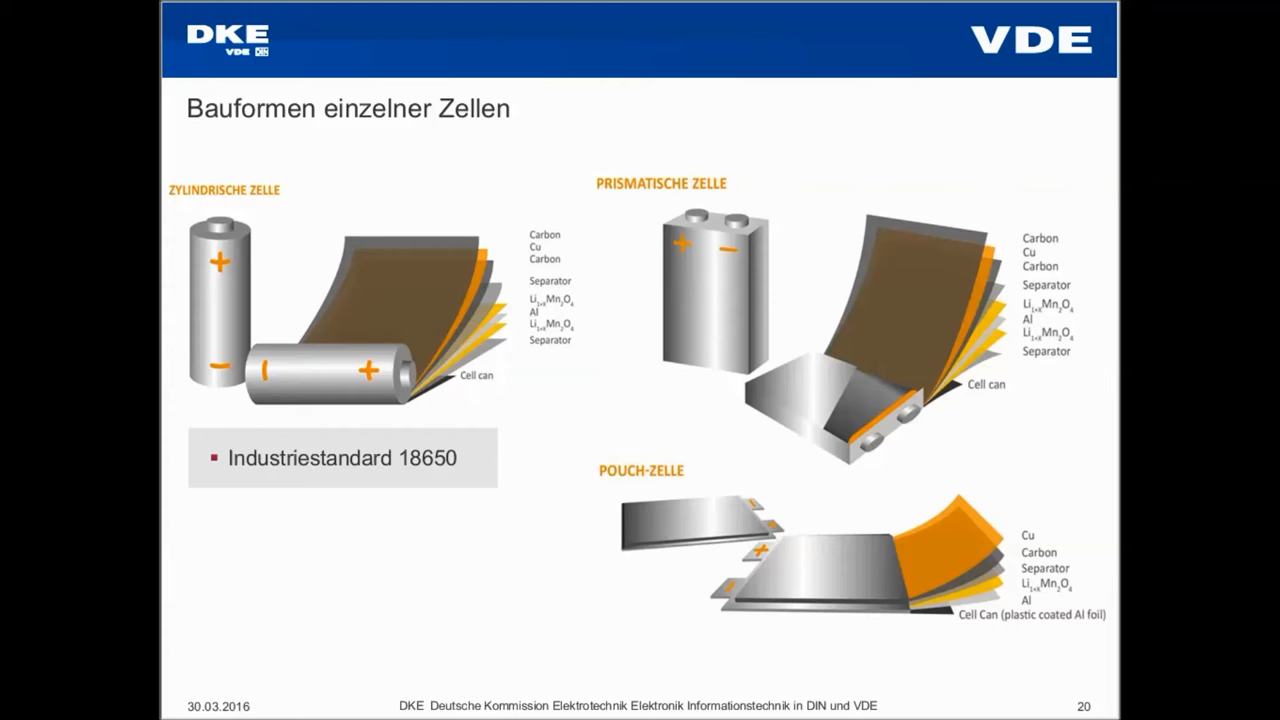 DKE
VDE DIN
VDE
Bauformen einzelner Zellen
ZYLINDRISCHE ZELLE
+
−
−
+
Carbon
Cu
Carbon
Separator
Li1+xMn2O4
Al
Li1+xMn2O4
Separator
Cell can
Industriestandard 18650
PRISMATISCHE ZELLE
+ −
Carbon
Cu
Carbon
Separator
Li1+xMn2O4
Al
Li1+xMn2O4
Separator
Cell can
POUCH-ZELLE
−
+
+
−
Cu
Carbon
Separator
Li1+xMn2O4
Al
Cell Can (plastic coated Al foil)
30.03.2016
DKE Deutsche Kommission Elektrotechnik Elektronik Informationstechnik in DIN und VDE
20